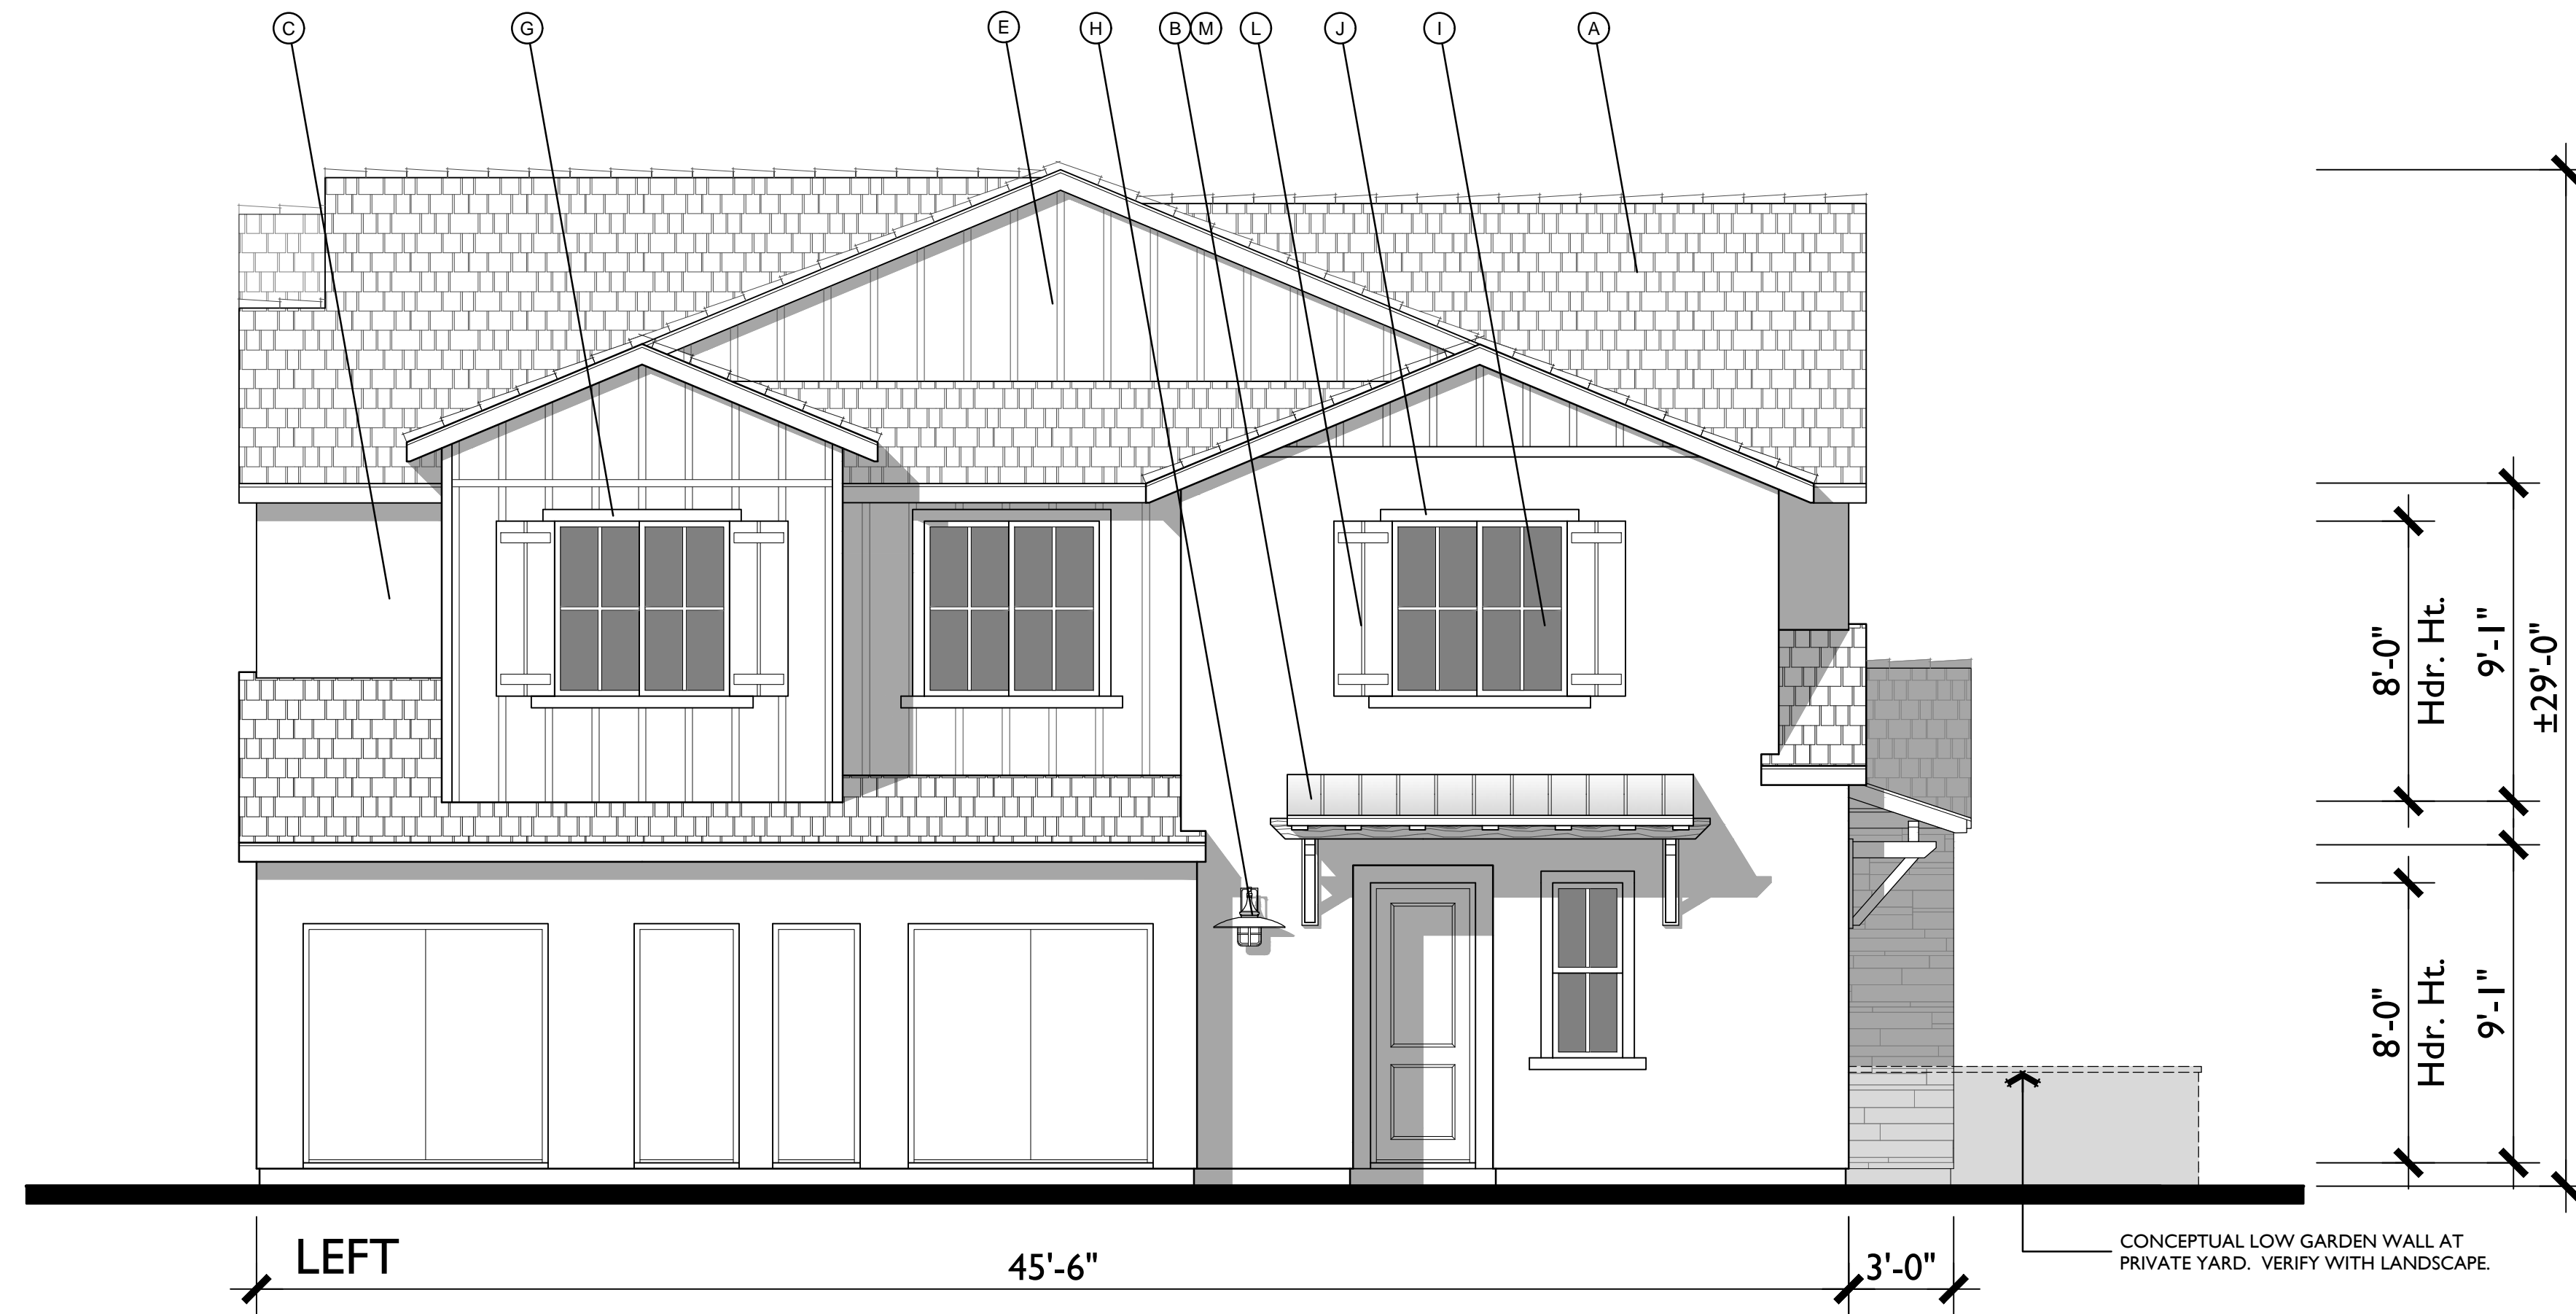 C
G
E
H
B
M
L
J
I
A
8'-0"
Hdr. Ht.
9'-1"
±29'-0"
8'-0"
Hdr. Ht.
9'-1"
LEFT
45'-6"
3'-0"
CONCEPTUAL LOW GARDEN WALL AT
PRIVATE YARD. VERIFY WITH LANDSCAPE.